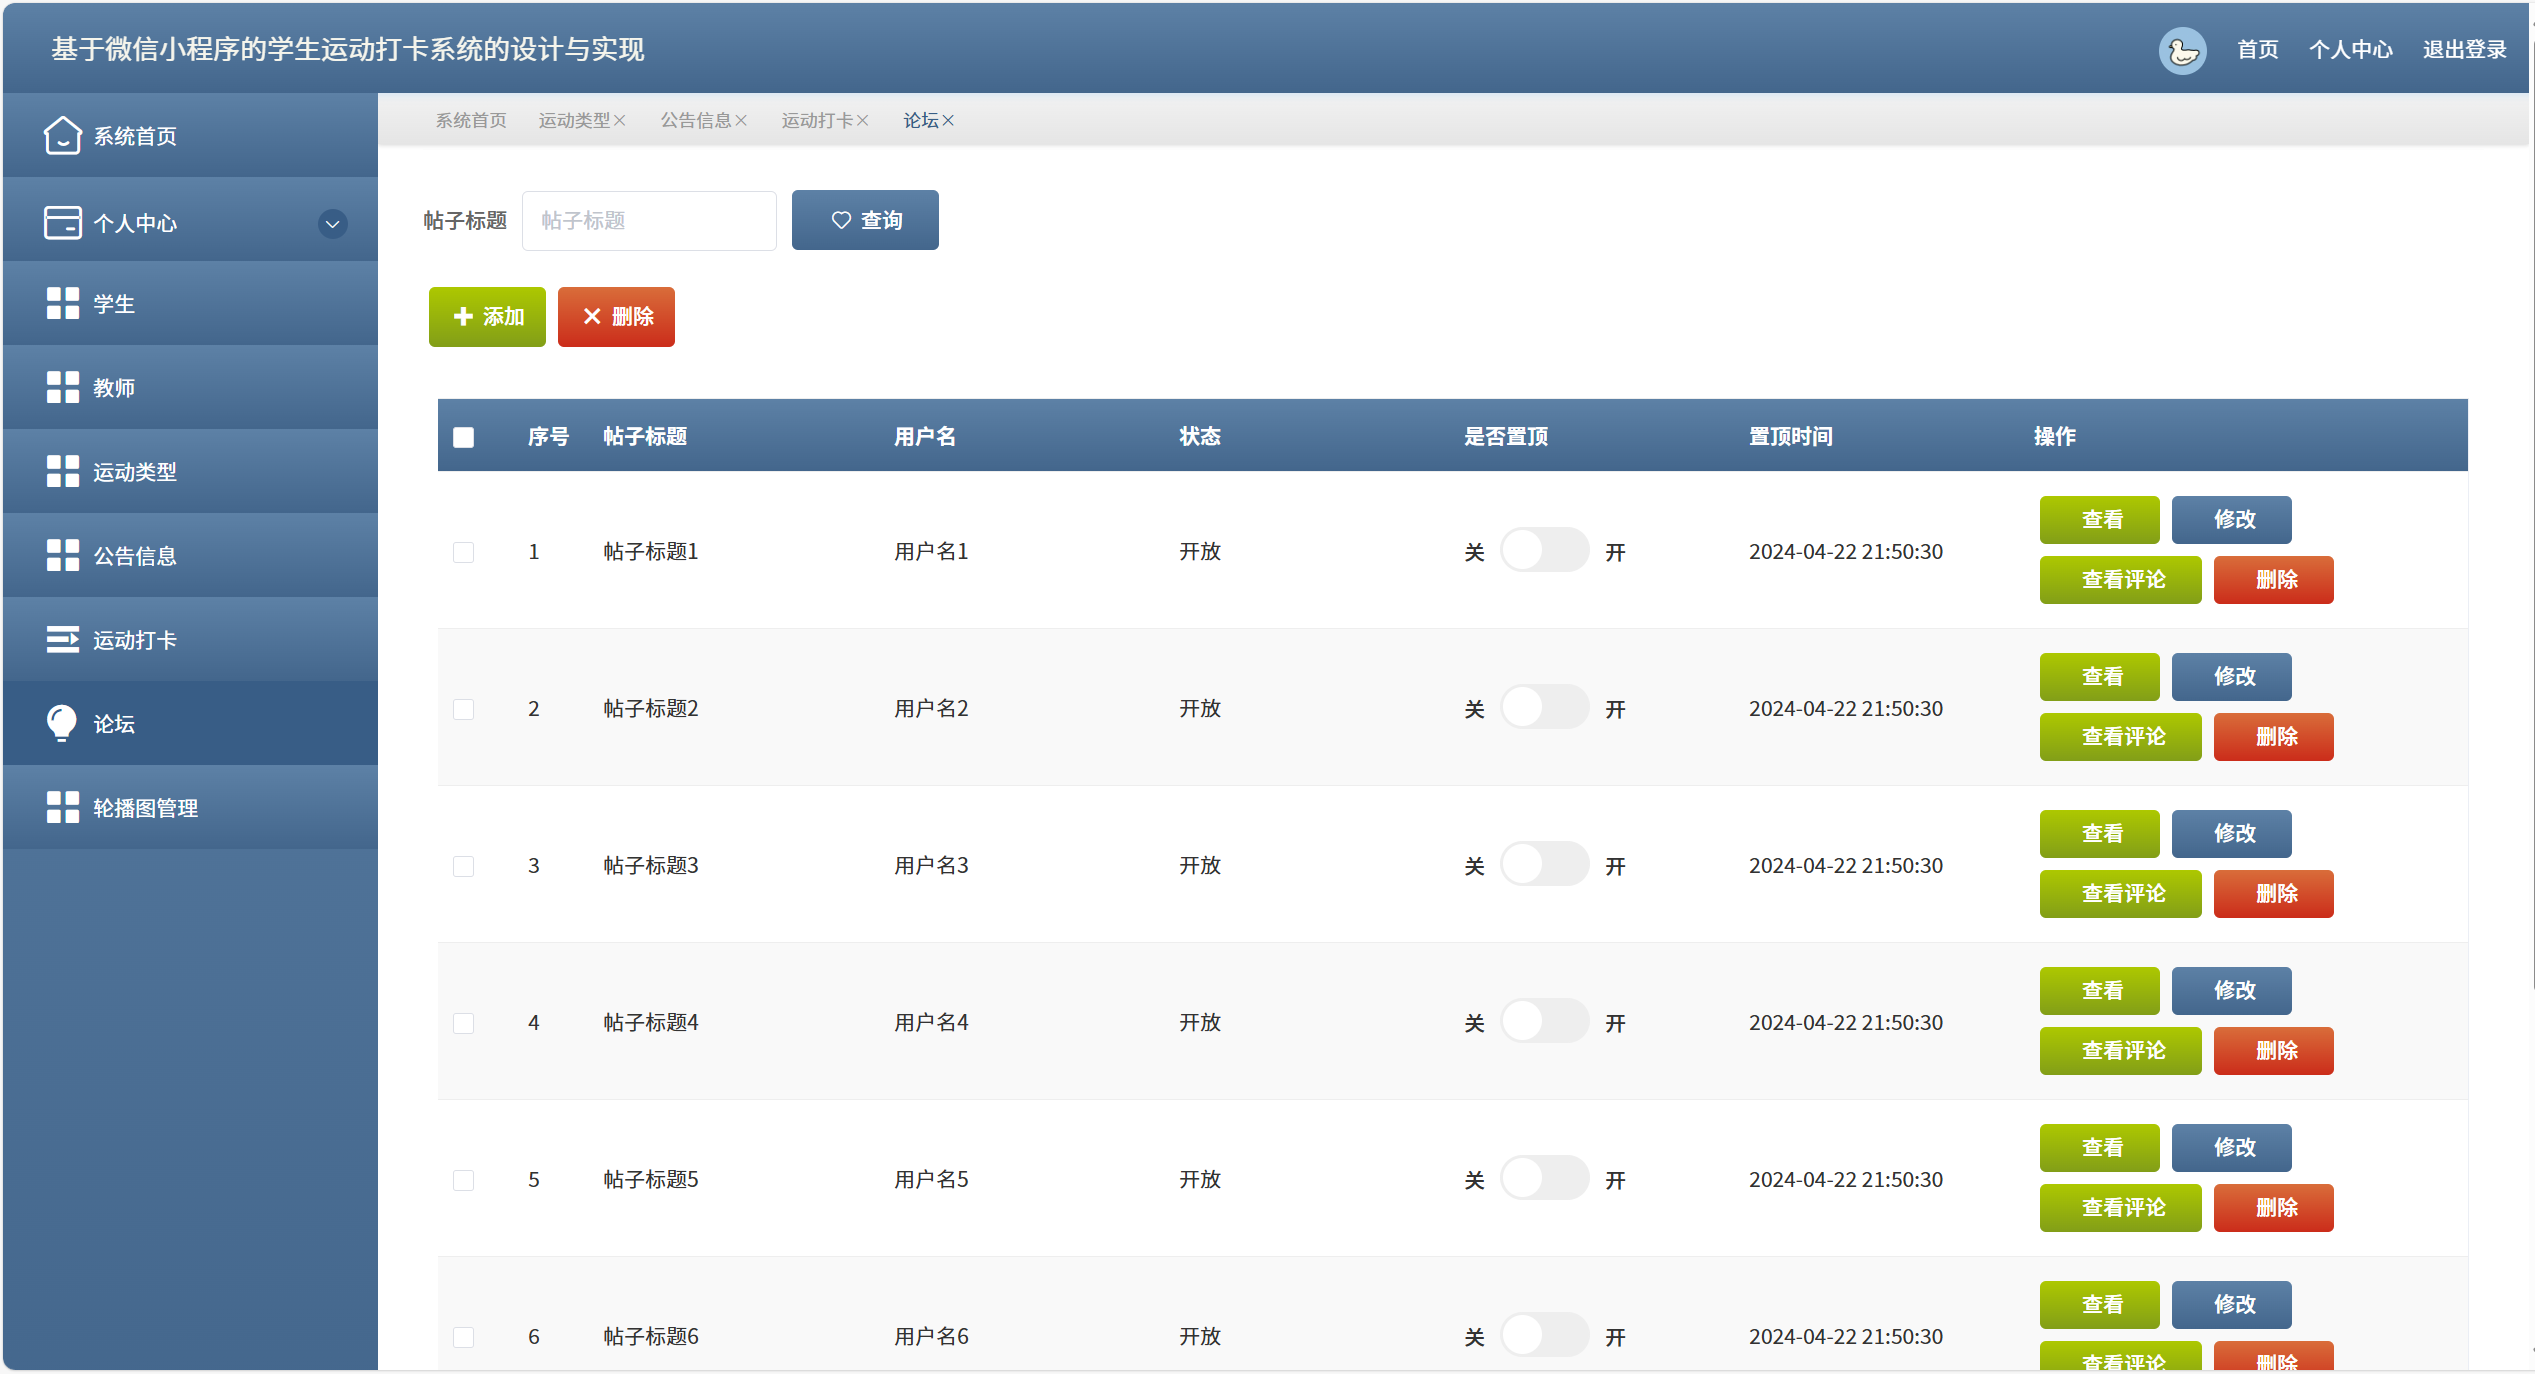 基于微信小程序的学生运动打卡系统的设计与实现
首页 个人中心 退出登录
系统首页
个人中心
学生
教师
运动类型
公告信息
运动打卡
论坛
轮播图管理
系统首页 运动类型 公告信息 运动打卡 论坛
帖子标题 帖子标题 查询
添加 删除
序号 帖子标题 用户名 状态 是否置顶 置顶时间 操作
1 帖子标题1 用户名1 开放 关 开 2024-04-22 21:50:30 查看 修改
查看评论 删除
2 帖子标题2 用户名2 开放 关 开 2024-04-22 21:50:30 查看 修改
查看评论 删除
3 帖子标题3 用户名3 开放 关 开 2024-04-22 21:50:30 查看 修改
查看评论 删除
4 帖子标题4 用户名4 开放 关 开 2024-04-22 21:50:30 查看 修改
查看评论 删除
5 帖子标题5 用户名5 开放 关 开 2024-04-22 21:50:30 查看 修改
查看评论 删除
6 帖子标题6 用户名6 开放 关 开 2024-04-22 21:50:30 查看 修改
查看评论 删除